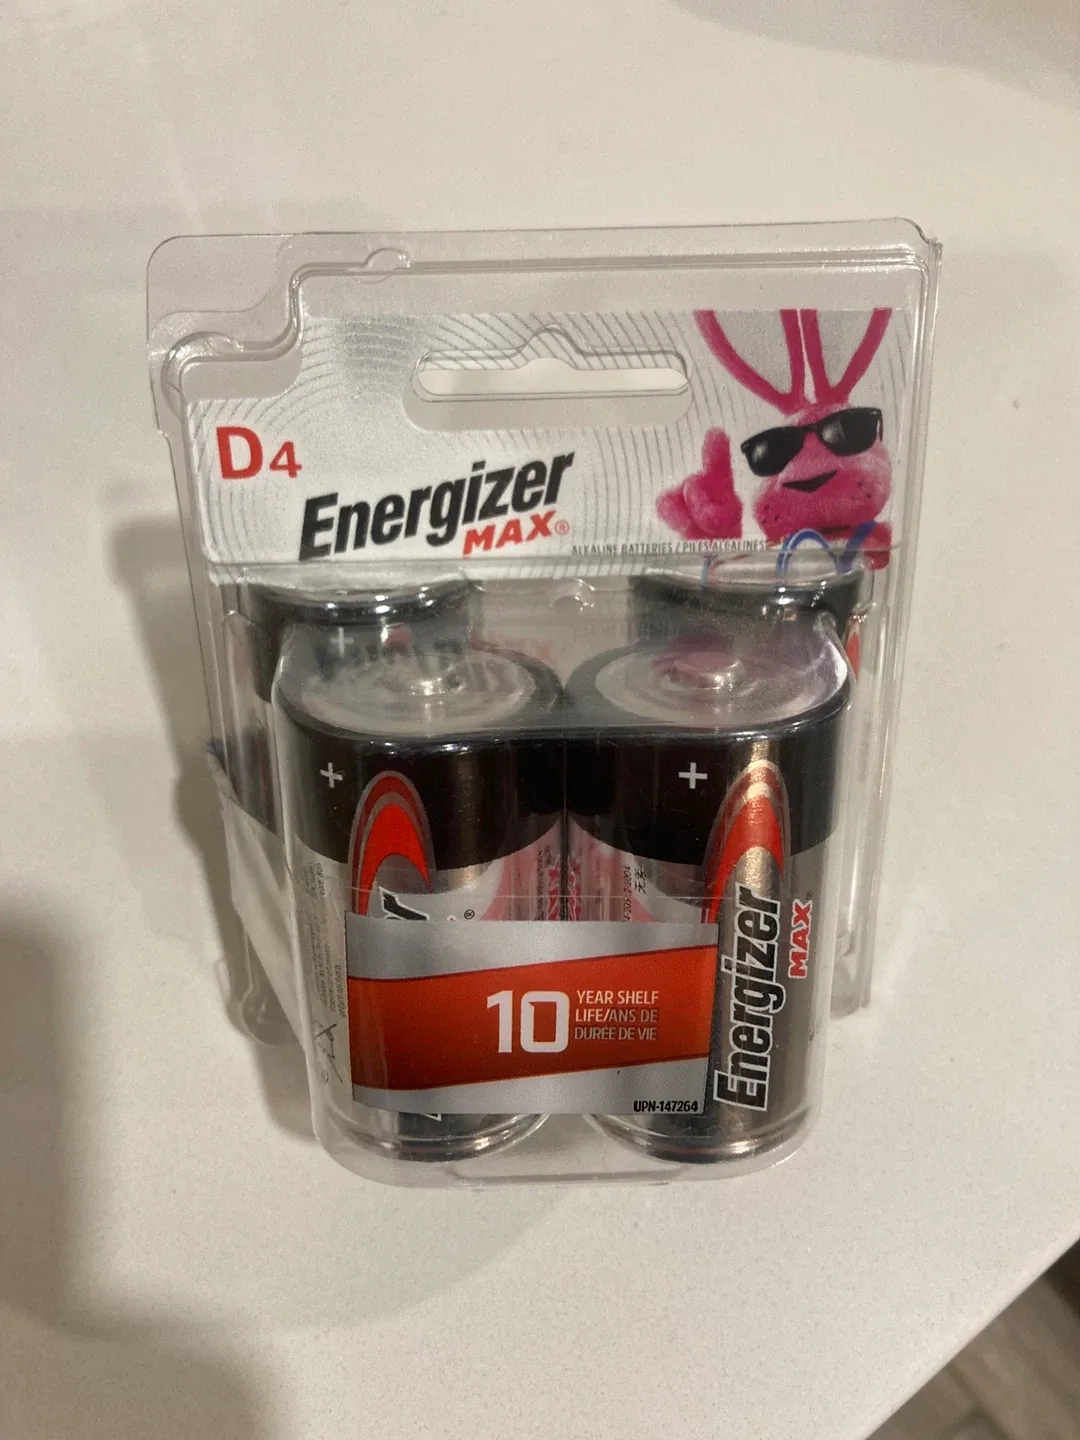 D4
Energizer
MAX®
ALKALINE BATTERIES / PILES ALCALINES
+
+
+
®
Energizer
MAX
10
YEAR SHELF
LIFE/ANS DE
DURÉE DE VIE
UPN-147264